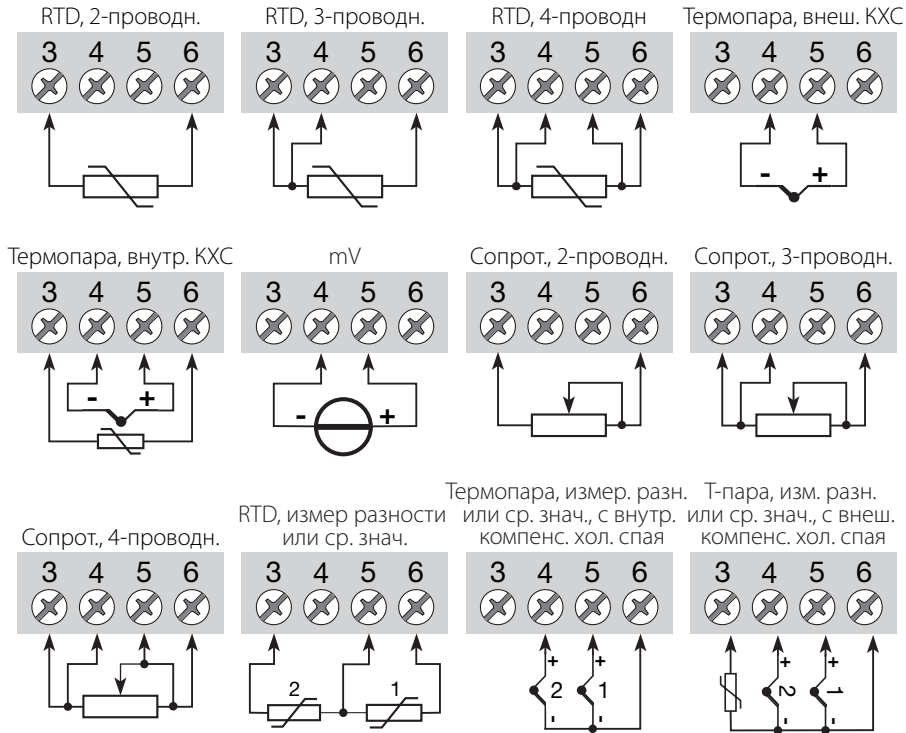 RTD, 2-проводн.
3 4 5 6
RTD, 3-проводн.
3 4 5 6
RTD, 4-проводн
3 4 5 6
Термопара, внеш. КХС
3 4 5 6
- +
Термопара, внутр. КХС
3 4 5 6
- +
mV
3 4 5 6
- +
Сопрот., 2-проводн.
3 4 5 6
Сопрот., 3-проводн.
3 4 5 6
Сопрот., 4-проводн.
3 4 5 6
RTD, измер разности
или ср. знач.
3 4 5 6
2 1
Термопара, измер. разн.
или ср. знач., с внутр.
компенс. хол. спая
3 4 5 6
+ +
2 1
- -
Т-пара, изм. разн.
или ср. знач., с внеш.
компенс. хол. спая
3 4 5 6
+ +
2 1
- -